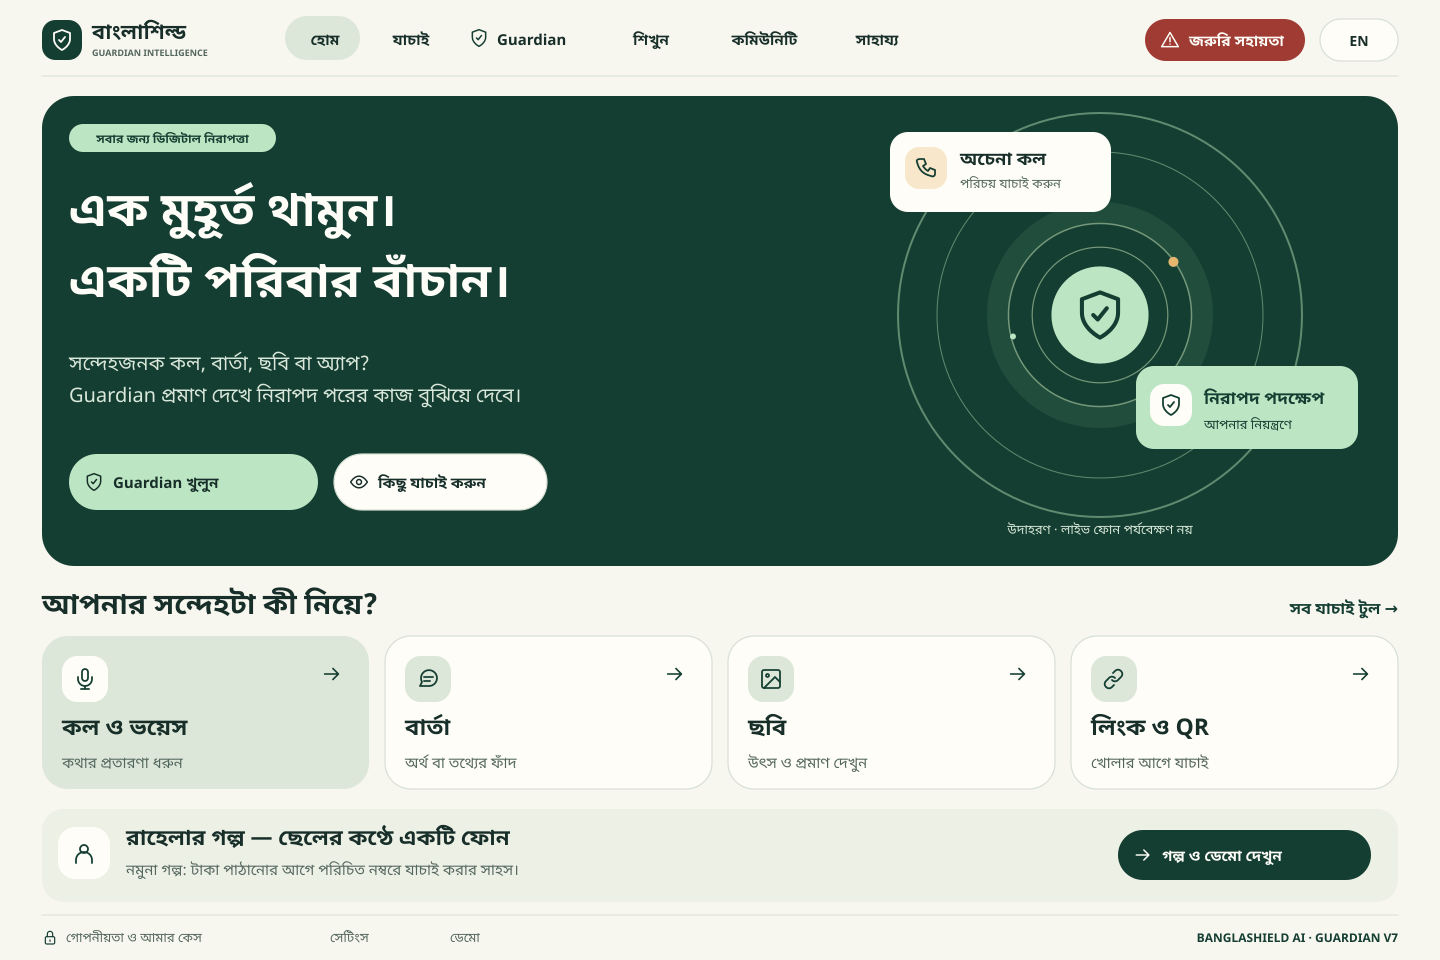 বাংলাশিল্ড
GUARDIAN INTELLIGENCE
হোম
যাচাই
Guardian
শিখুন
কমিউনিটি
সাহায্য
জরুরি সহায়তা
EN
সবার জন্য ডিজিটাল নিরাপত্তা
এক মুহূর্ত থামুন।
একটি পরিবার বাঁচান।
সন্দেহজনক কল, বার্তা, ছবি বা অ্যাপ?
Guardian প্রমাণ দেখে নিরাপদ পরের কাজ বুঝিয়ে দেবে।
Guardian খুলুন
কিছু যাচাই করুন
অচেনা কল
পরিচয় যাচাই করুন
নিরাপদ পদক্ষেপ
আপনার নিয়ন্ত্রণে
উদাহরণ · লাইভ ফোন পর্যবেক্ষণ নয়
আপনার সন্দেহটা কী নিয়ে?
সব যাচাই টুল →
কল ও ভয়েস
কথার প্রতারণা ধরুন
বার্তা
অর্থ বা তথ্যের ফাঁদ
ছবি
উৎস ও প্রমাণ দেখুন
লিংক ও QR
খোলার আগে যাচাই
রাহেলার গল্প — ছেলের কণ্ঠে একটি ফোন
নমুনা গল্প: টাকা পাঠানোর আগে পরিচিত নম্বরে যাচাই করার সাহস।
গল্প ও ডেমো দেখুন
গোপনীয়তা ও আমার কেস
সেটিংস
ডেমো
BANGLASHIELD AI · GUARDIAN V7